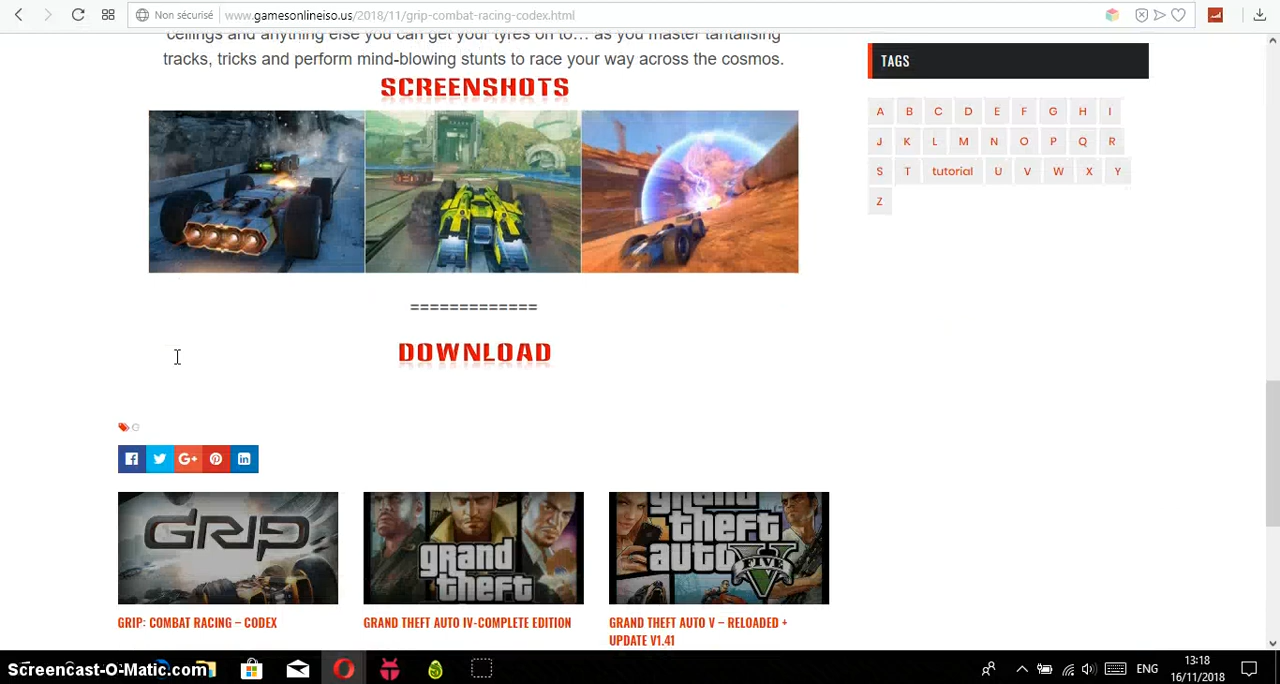 Non sécurisé
www.gamesonlineiso.us/2018/11/grip-combat-racing-codex.html
ceilings and anything else you can get your tyres on to… as you master tantalising
tracks, tricks and perform mind-blowing stunts to race your way across the cosmos.
SCREENSHOTS
=============
DOWNLOAD
G
G+
GRIP
grand
theft
grand
theft
auto V
FIVE
GRIP: COMBAT RACING – CODEX
GRAND THEFT AUTO IV-COMPLETE EDITION
GRAND THEFT AUTO V – RELOADED +
UPDATE V1.41
TAGS
A B C D E F G H I
J K L M N O P Q R
S T tutorial U V W X Y
Z
Screencast-O-Matic.com
ENG
13:18
16/11/2018